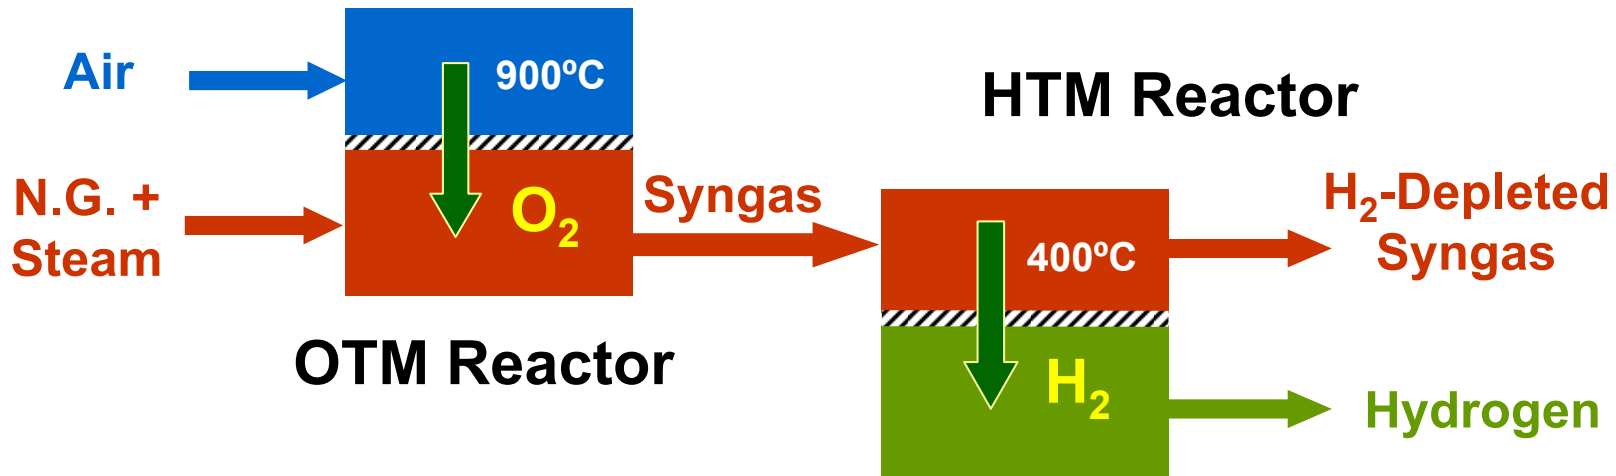 Air
900ºC
HTM Reactor
N.G. +
Steam
O₂
Syngas
H₂-Depleted
Syngas
400ºC
OTM Reactor
H₂
Hydrogen